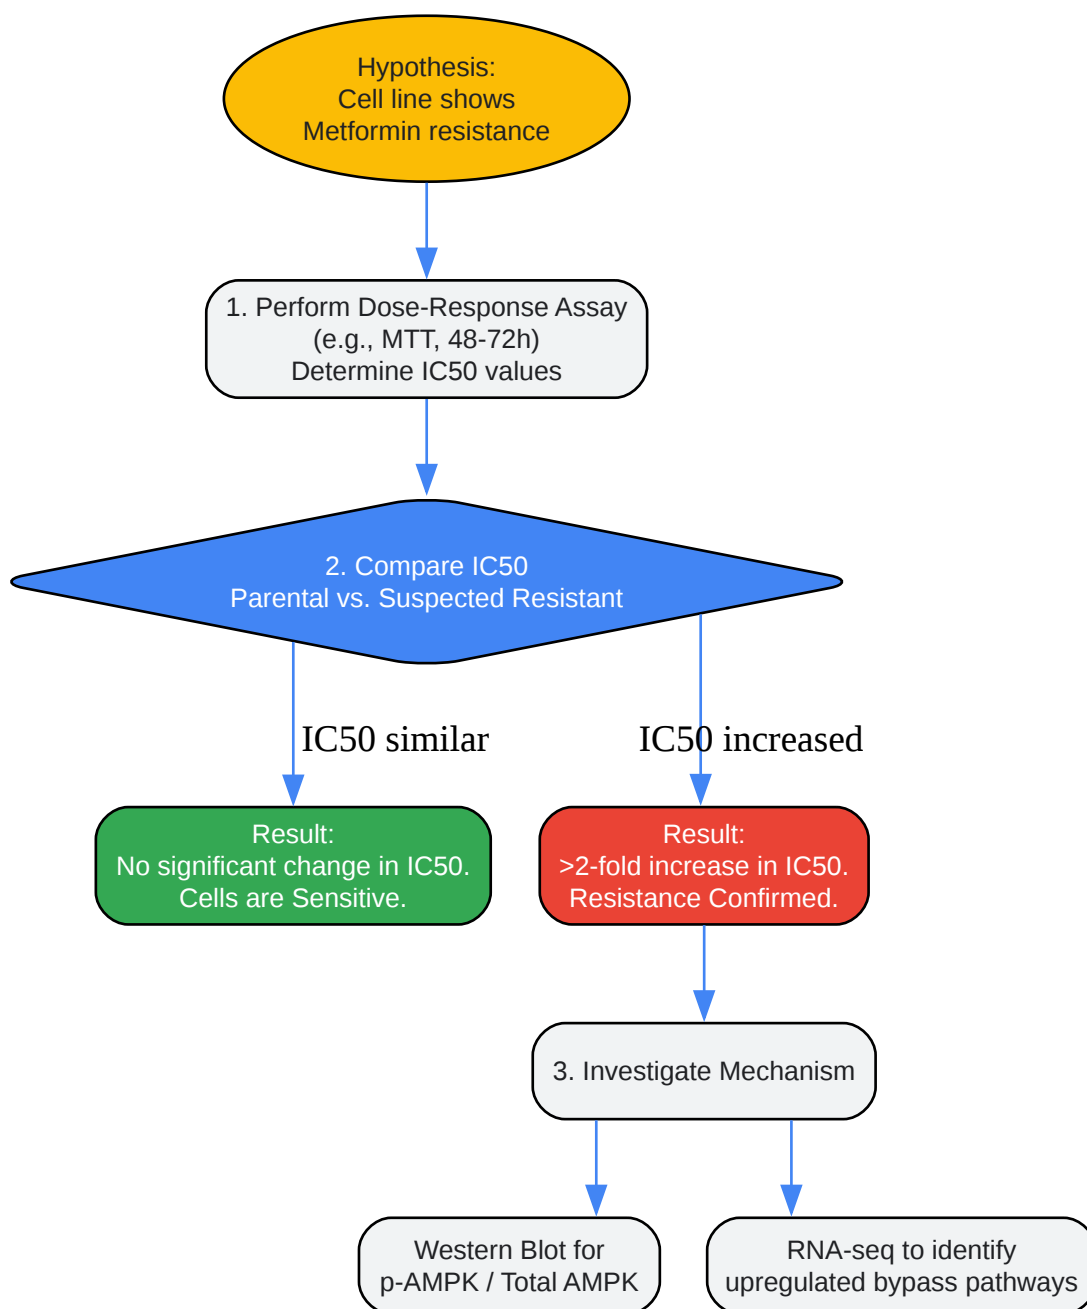 Hypothesis:
Cell line shows
Metformin resistance
1. Perform Dose-Response Assay
(e.g., MTT, 48-72h)
Determine IC50 values
2. Compare IC50
Parental vs. Suspected Resistant
IC50 similar
IC50 increased
Result:
No significant change in IC50.
Cells are Sensitive.
Result:
>2-fold increase in IC50.
Resistance Confirmed.
3. Investigate Mechanism
Western Blot for
p-AMPK / Total AMPK
RNA-seq to identify
upregulated bypass pathways